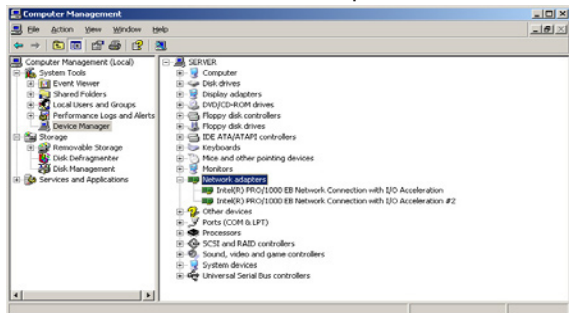 Computer Management
File Action View Window Help
Computer Management (Local)
System Tools
Event Viewer
Shared Folders
Local Users and Groups
Performance Logs and Alerts
Device Manager
Storage
Removable Storage
Disk Defragmenter
Disk Management
Services and Applications
SERVER
Computer
Disk drives
Display adapters
DVD/CD-ROM drives
Floppy disk controllers
Floppy disk drives
IDE ATA/ATAPI controllers
Keyboards
Mice and other pointing devices
Monitors
Network adapters
Intel(R) PRO/1000 EB Network Connection with I/O Acceleration
Intel(R) PRO/1000 EB Network Connection with I/O Acceleration #2
Other devices
Ports (COM & LPT)
Processors
SCSI and RAID controllers
Sound, video and game controllers
System devices
Universal Serial Bus controllers